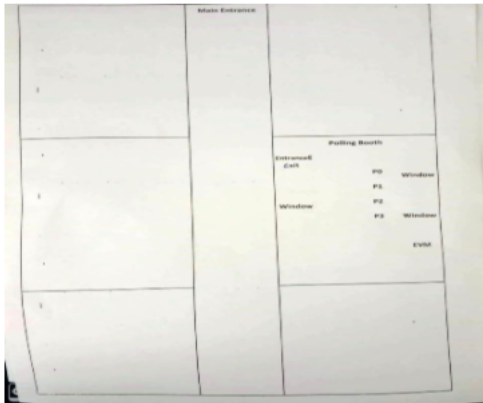 Main Entrance
Polling Booth
Entrance&
Exit
P0
Window
P1
P2
Window
P3
Window
EVM